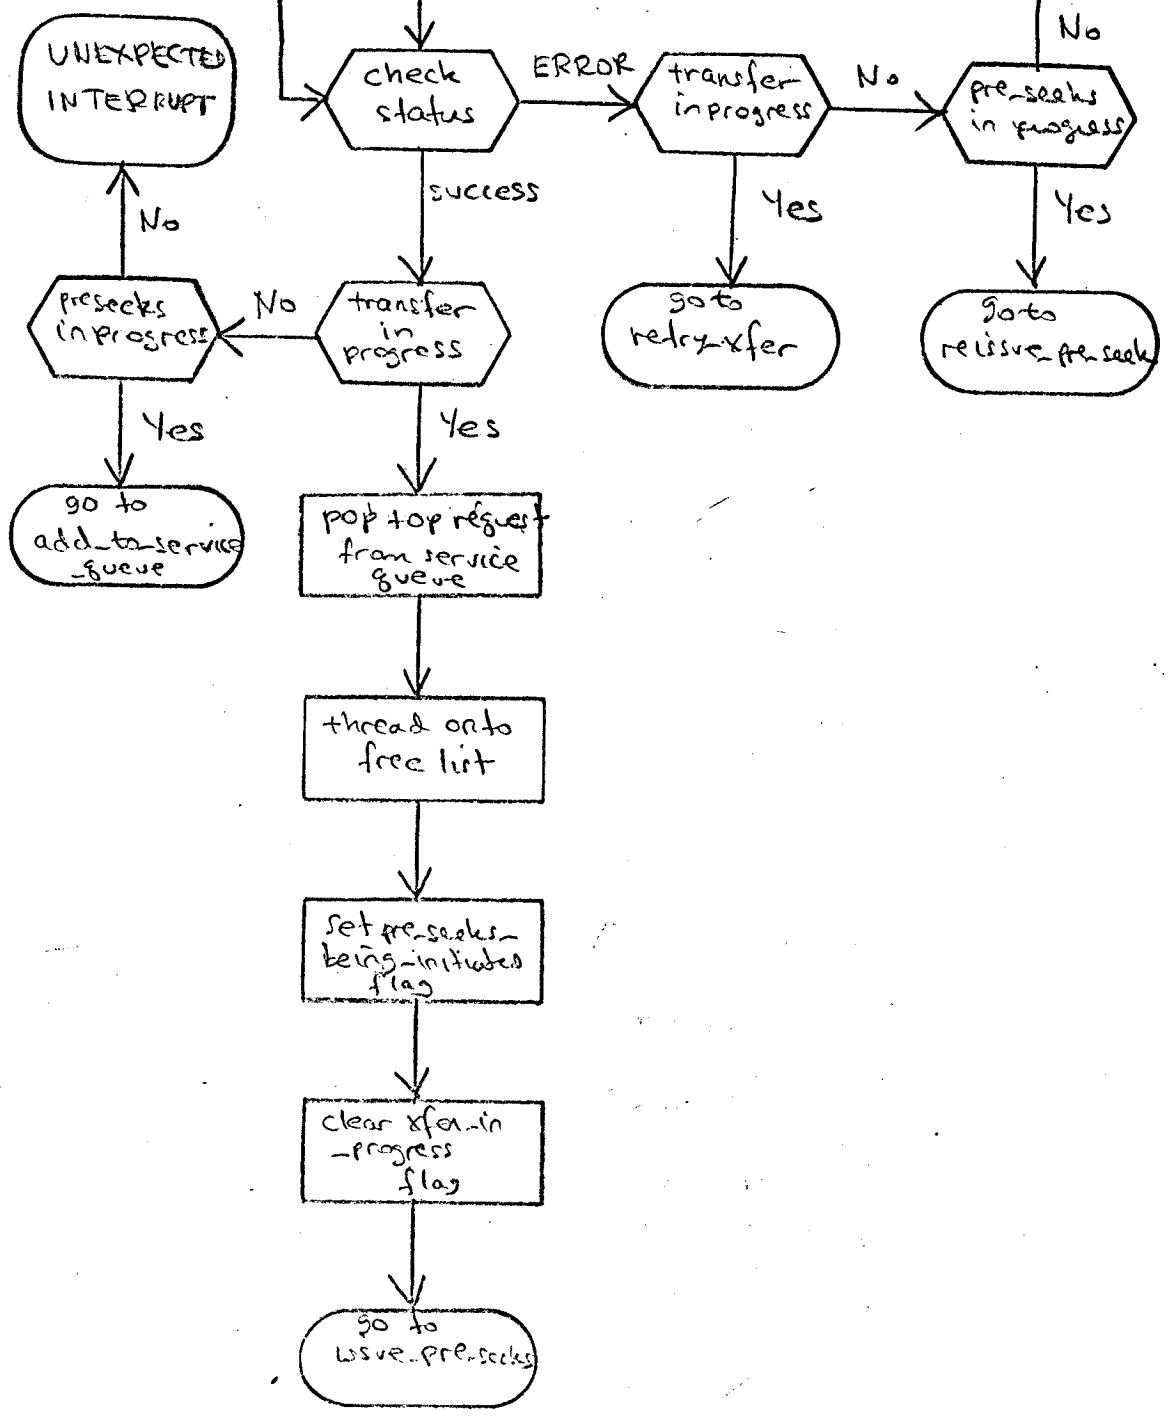 No
UNEXPECTED
INTERRUPT
check
status
ERROR
transfer
in progress
No
pre_seeks
in progress
success
Yes
Yes
No
go to
retry_xfer
go to
reissue_pre_seek
preseeks
in progress
No
transfer
in
progress
Yes
Yes
go to
add_to_service
_queue
pop top request
from service
queue
thread onto
free list
set pre_seeks_
being_initiated
flag
clear xfer_in
_progress
flag
go to
issue_pre_seeks